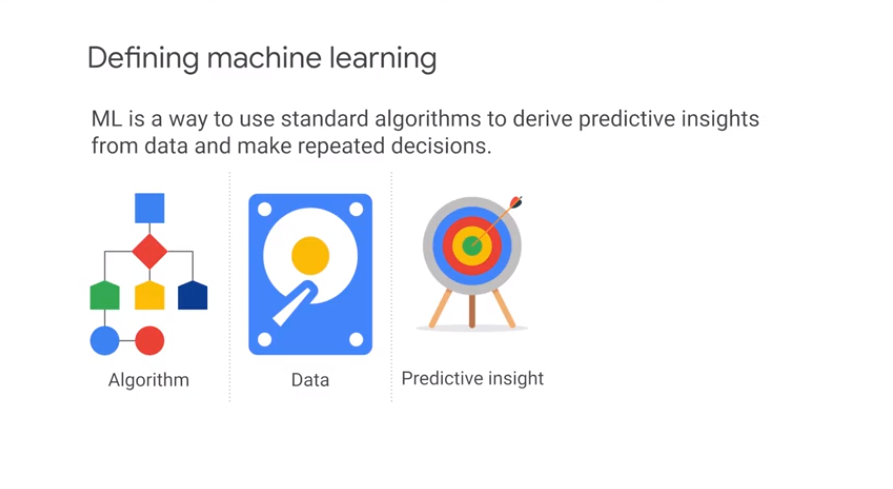 Defining machine learning
ML is a way to use standard algorithms to derive predictive insights
from data and make repeated decisions.
Algorithm
Data
Predictive insight